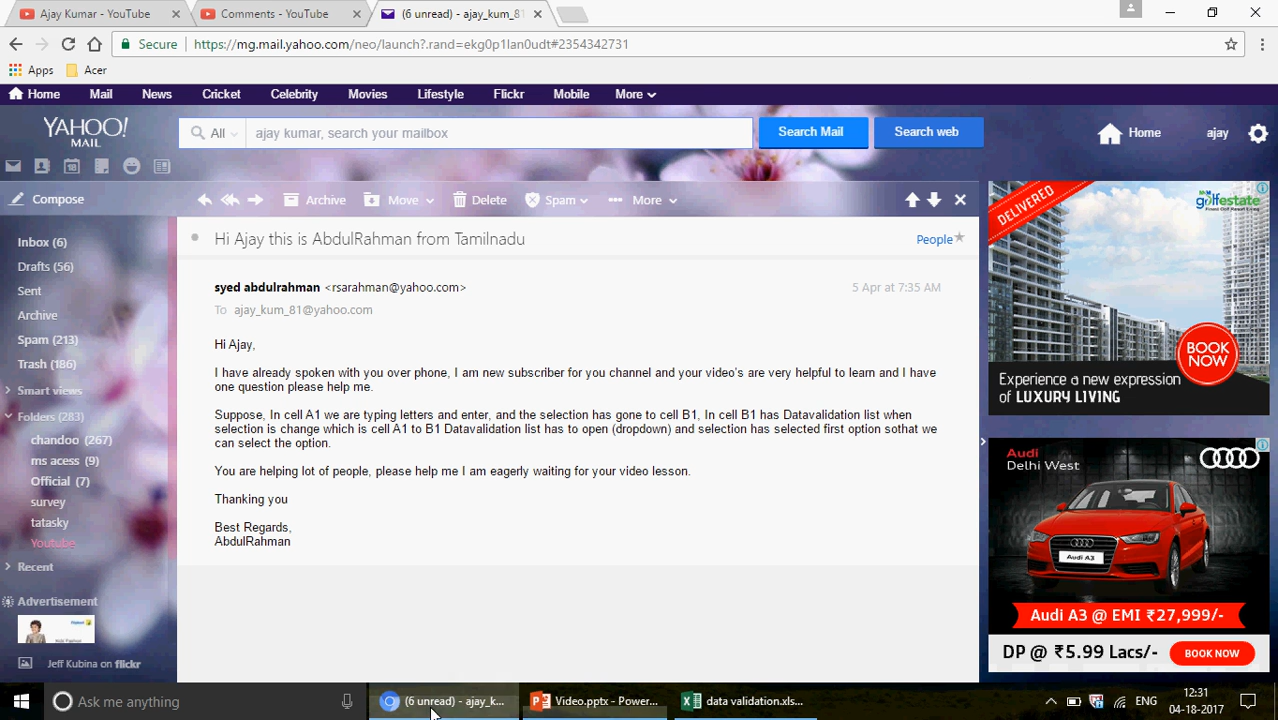 Ajay Kumar - YouTube
Comments - YouTube
(6 unread) - ajay_kum_81
Secure
https://mg.mail.yahoo.com/neo/launch?.rand=ekg0p1lan0udt#2354342731
Apps
Acer
Home Mail News Cricket Celebrity Movies Lifestyle Flickr Mobile More
YAHOO!
MAIL
All
ajay kumar, search your mailbox
Search Mail
Search web
Home
ajay
Compose
Archive Move Delete Spam More
Inbox (6)
Drafts (56)
Sent
Archive
Spam (213)
Trash (186)
Smart views
Folders (283)
chandoo (267)
ms acess (9)
Official (7)
survey
tatasky
Youtube
Recent
Advertisement
Jeff Kubina on flickr
Hi Ajay this is AbdulRahman from Tamilnadu
People
syed abdulrahman <rsarahman@yahoo.com>
5 Apr at 7:35 AM
To ajay_kum_81@yahoo.com
Hi Ajay,
I have already spoken with you over phone, I am new subscriber for you channel and your video's are very helpful to learn and I have
one question please help me.
Suppose, In cell A1 we are typing letters and enter, and the selection has gone to cell B1, In cell B1 has Datavalidation list when
selection is change which is cell A1 to B1 Datavalidation list has to open (dropdown) and selection has selected first option sothat we
can select the option.
You are helping lot of people, please help me I am eagerly waiting for your video lesson.
Thanking you
Best Regards,
AbdulRahman
DELIVERED
golfestate
BOOK
NOW
Experience a new expression
of LUXURY LIVING
Audi
Delhi West
Audi A3
Audi A3 @ EMI ₹27,999/-
DP @ ₹5.99 Lacs/-
BOOK NOW
Ask me anything
(6 unread) - ajay_k...
Video.pptx - Power...
data validation.xls...
ENG
12:31
04-18-2017